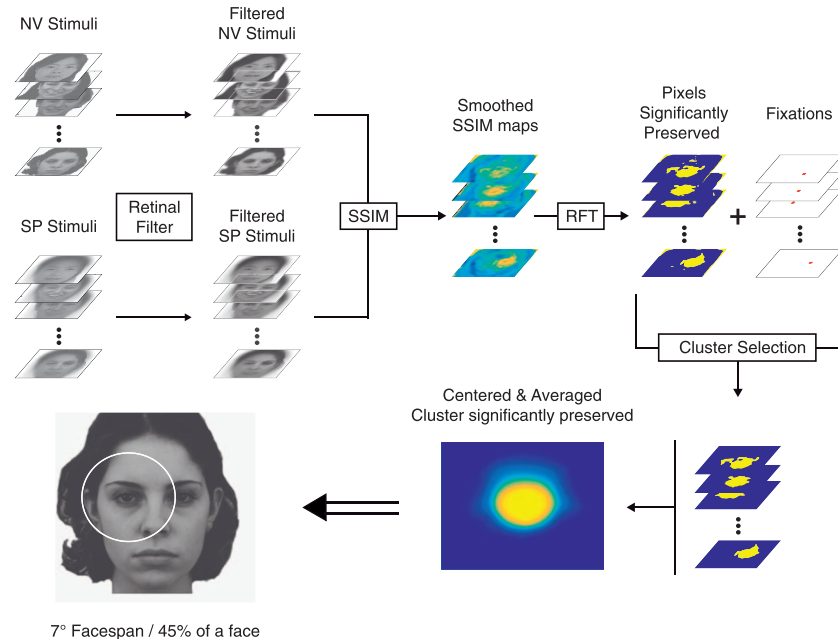 NV Stimuli
Filtered
NV Stimuli
Smoothed
SSIM maps
Pixels
Significantly
Preserved
Fixations
Retinal
Filter
SP Stimuli
Filtered
SP Stimuli
SSIM
RFT
+
Cluster Selection
Centered & Averaged
Cluster significantly preserved
7° Facespan / 45% of a face